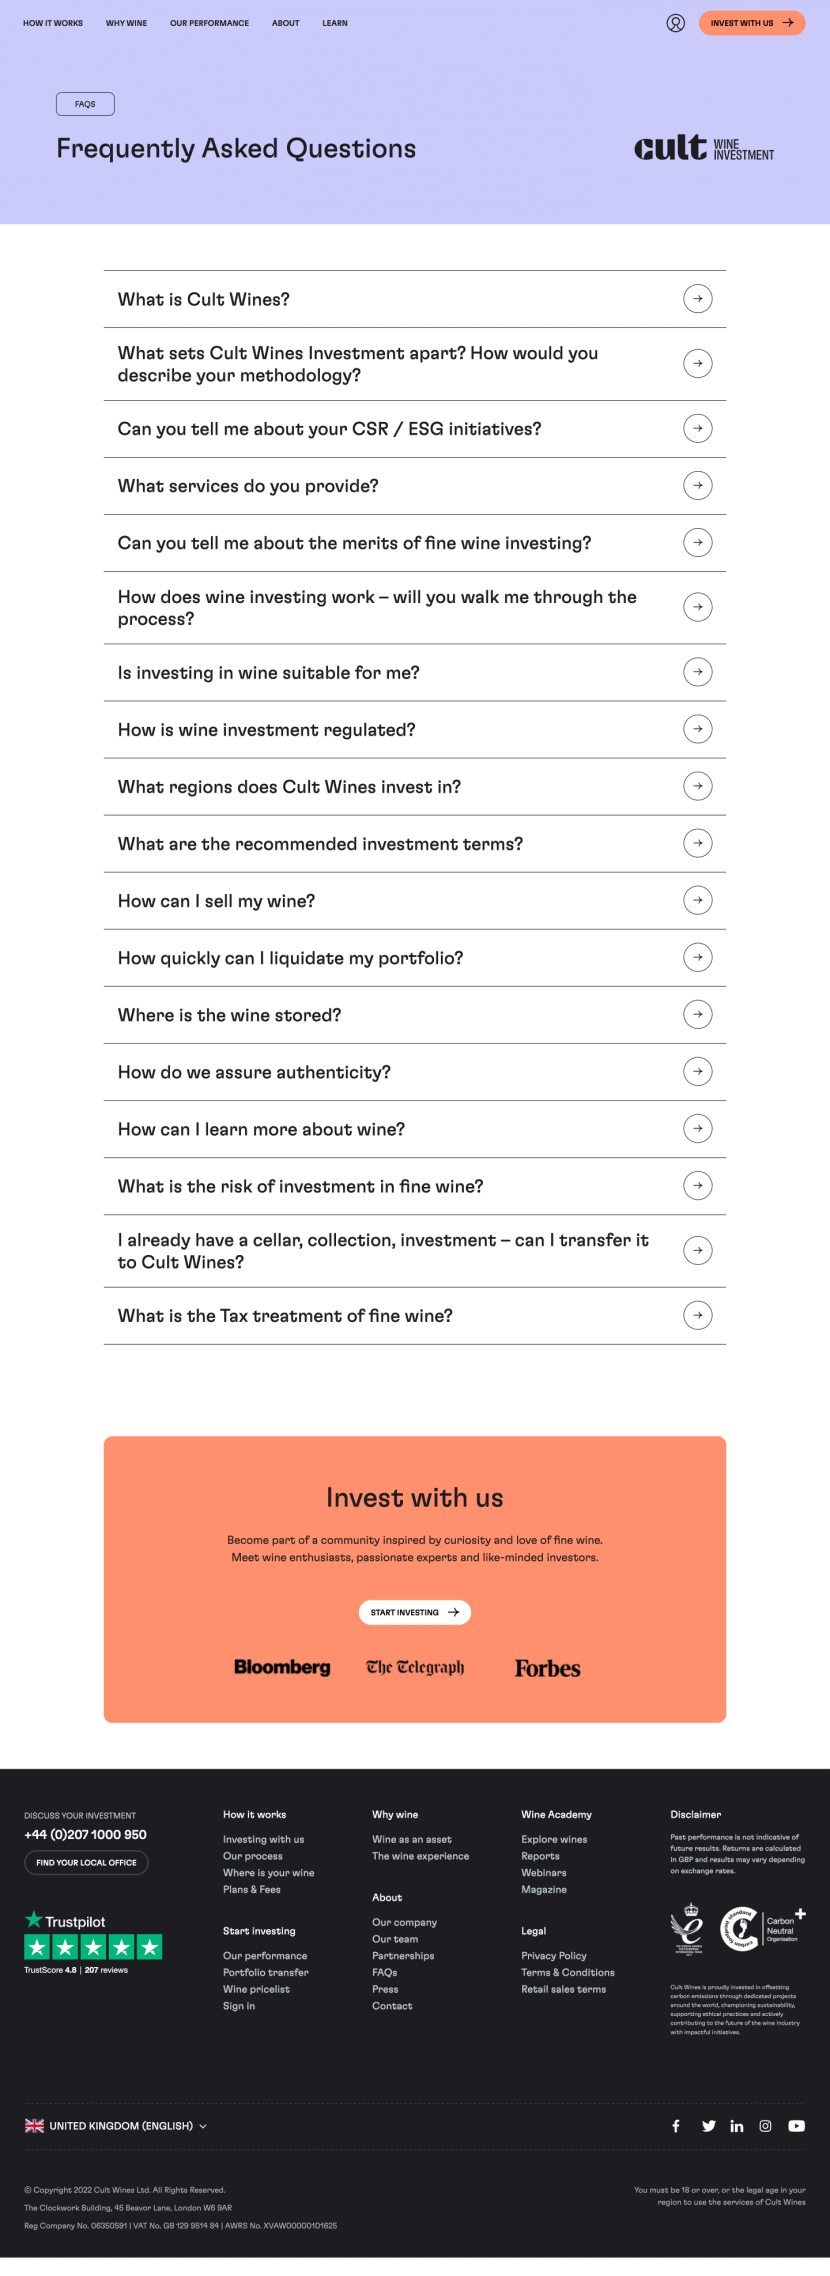 HOW IT WORKS WHY WINE OUR PERFORMANCE ABOUT LEARN INVEST WITH US
FAQS
Frequently Asked Questions
cult WINE INVESTMENT
What is Cult Wines?
What sets Cult Wines Investment apart? How would you
describe your methodology?
Can you tell me about your CSR / ESG initiatives?
What services do you provide?
Can you tell me about the merits of fine wine investing?
How does wine investing work – will you walk me through the
process?
Is investing in wine suitable for me?
How is wine investment regulated?
What regions does Cult Wines invest in?
What are the recommended investment terms?
How can I sell my wine?
How quickly can I liquidate my portfolio?
Where is the wine stored?
How do we assure authenticity?
How can I learn more about wine?
What is the risk of investment in fine wine?
I already have a cellar, collection, investment – can I transfer it
to Cult Wines?
What is the Tax treatment of fine wine?
Invest with us
Become part of a community inspired by curiosity and love of fine wine.
Meet wine enthusiasts, passionate experts and like-minded investors.
START INVESTING
Bloomberg The Telegraph Forbes
DISCUSS YOUR INVESTMENT
+44 (0)207 1000 950
FIND YOUR LOCAL OFFICE
Trustpilot
TrustScore 4.8 | 207 reviews
How it works
Investing with us
Our process
Where is your wine
Plans & Fees
Start investing
Our performance
Portfolio transfer
Wine pricelist
Sign in
Why wine
Wine as an asset
The wine experience
About
Our company
Our team
Partnerships
FAQs
Press
Contact
Wine Academy
Explore wines
Reports
Webinars
Magazine
Legal
Privacy Policy
Terms & Conditions
Retail sales terms
Disclaimer
Past performance is not indicative of
future results. Returns are calculated
in GBP and results may vary depending
on exchange rates.
Carbon
Neutral
Organisation
Cult Wines is proudly invested in offsetting
carbon emissions through dedicated projects
around the world, championing sustainability,
supporting ethical practices and actively
contributing to the future of the wine industry
with impactful initiatives.
UNITED KINGDOM (ENGLISH)
© Copyright 2022 Cult Wines Ltd. All Rights Reserved.
The Clockwork Building, 45 Beavor Lane, London W6 9AR
Reg Company No. 06350591 | VAT No. GB 129 9514 84 | AWRS No. XVAW00000101625
You must be 18 or over, or the legal age in your
region to use the services of Cult Wines